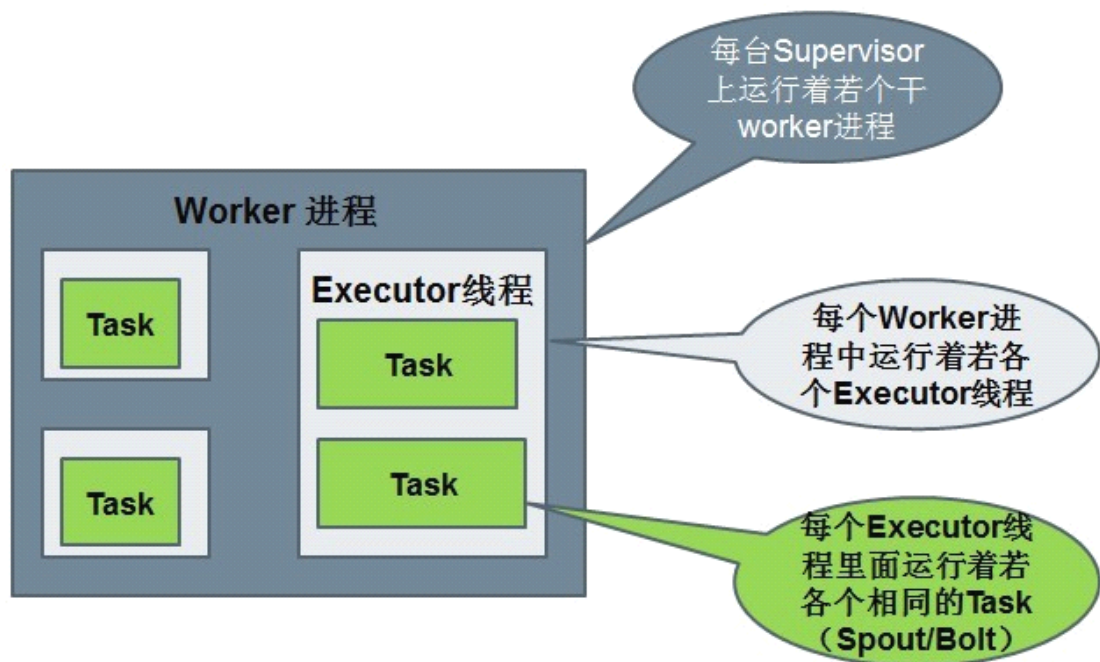 每台Supervisor
上运行着若个干
worker进程
Worker 进程
Executor线程
Task
Task
Task
Task
每个Worker进
程中运行着若各
个Executor线程
每个Executor线
程里面运行着若
各个相同的Task
（Spout/Bolt）